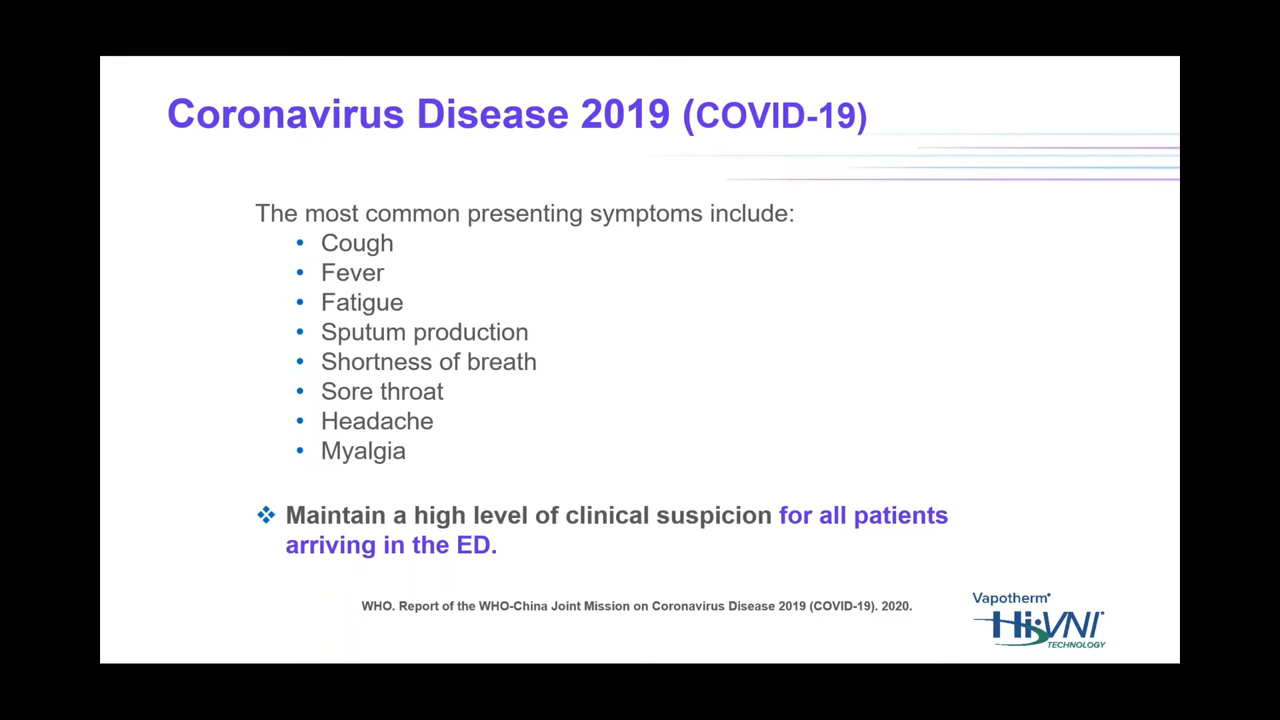 Coronavirus Disease 2019 (COVID-19)
The most common presenting symptoms include:
• Cough
• Fever
• Fatigue
• Sputum production
• Shortness of breath
• Sore throat
• Headache
• Myalgia
❖ Maintain a high level of clinical suspicion for all patients
arriving in the ED.
WHO. Report of the WHO-China Joint Mission on Coronavirus Disease 2019 (COVID-19). 2020.
Vapotherm®
Hi-VNI®
TECHNOLOGY